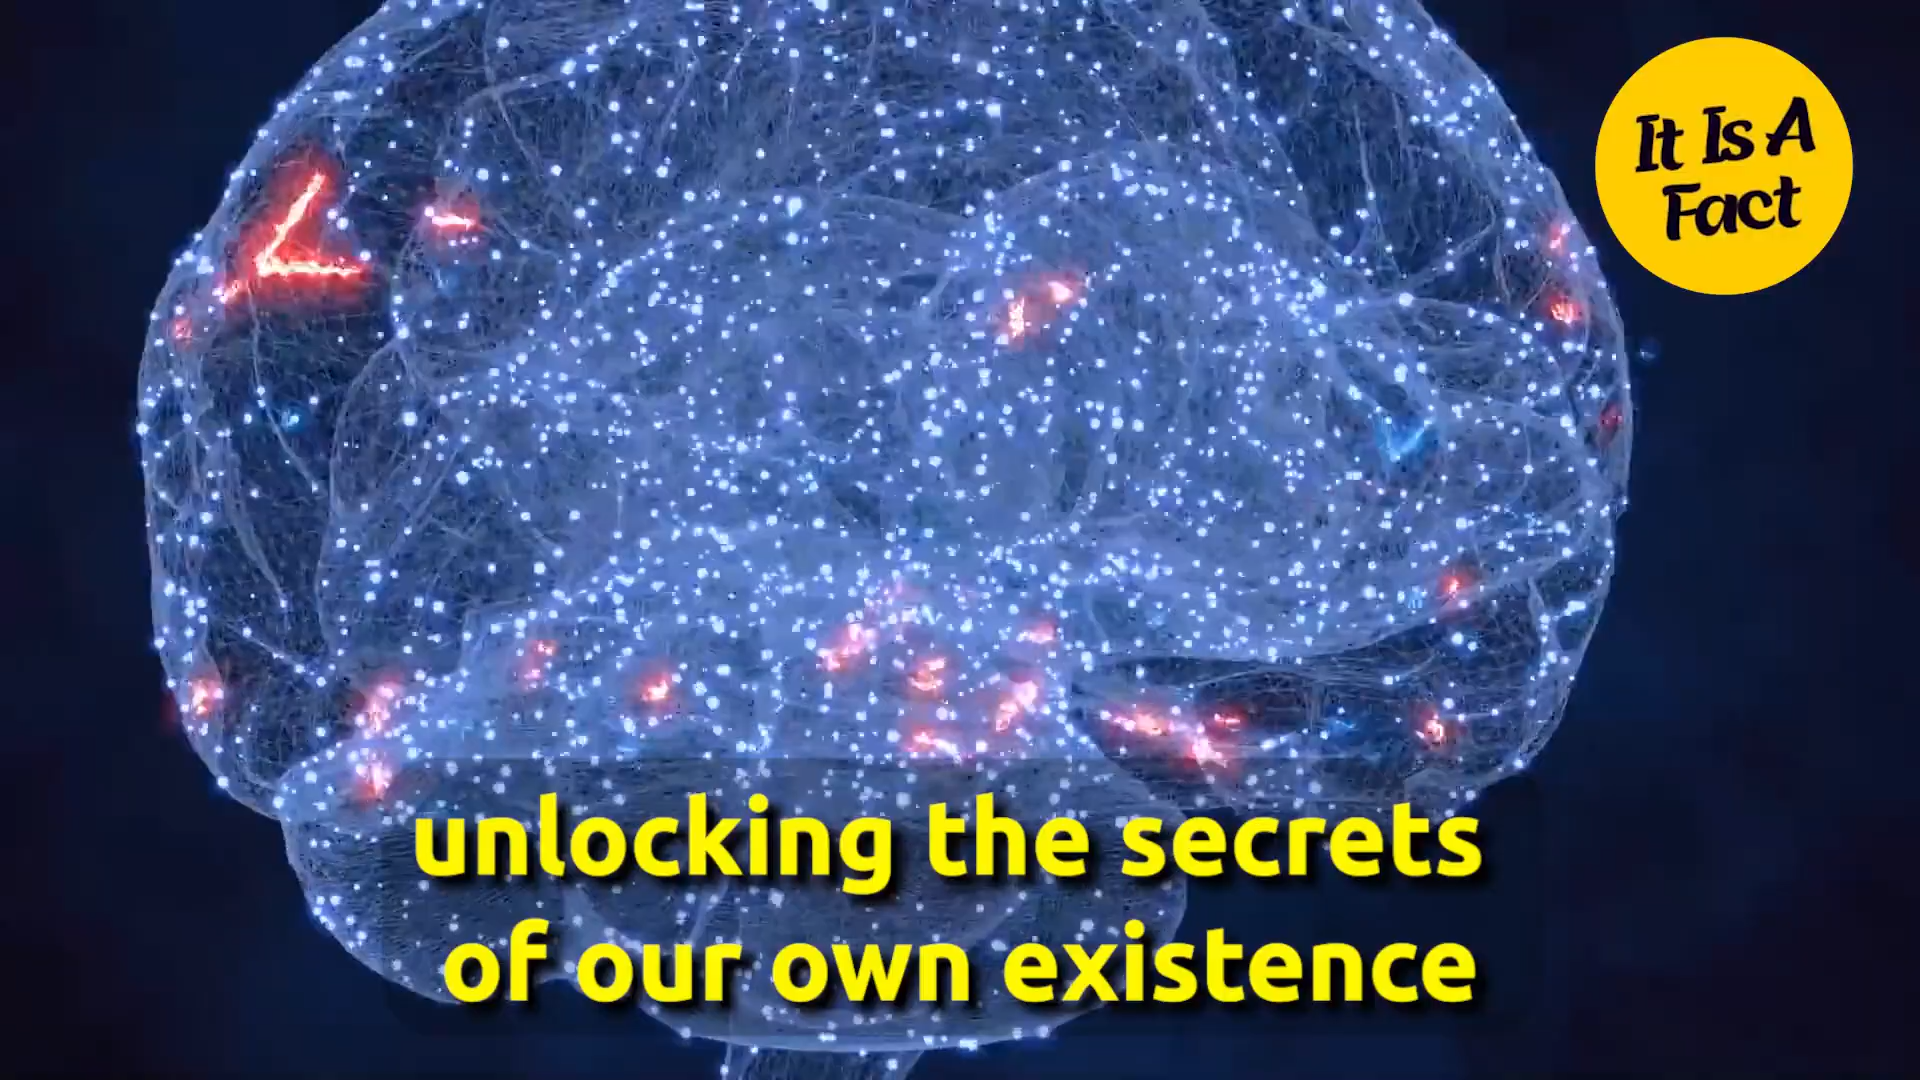 It Is A
Fact
unlocking the secrets
of our own existence